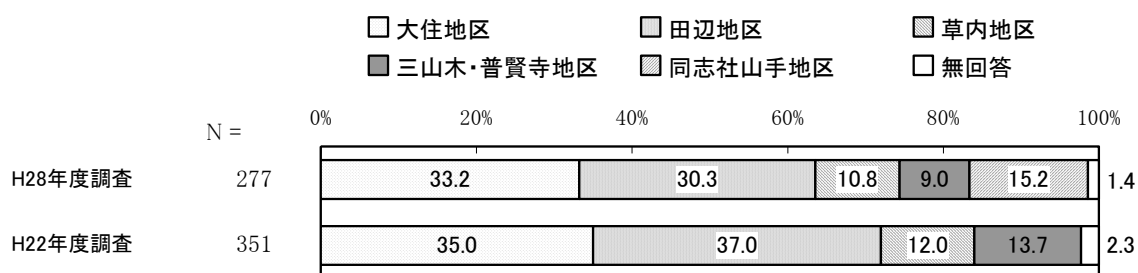 大住地区 田辺地区 草内地区
三山木・普賢寺地区 同志社山手地区 無回答
N = 0% 20% 40% 60% 80% 100%
H28年度調査 277 33.2 30.3 10.8 9.0 15.2 1.4
H22年度調査 351 35.0 37.0 12.0 13.7 2.3